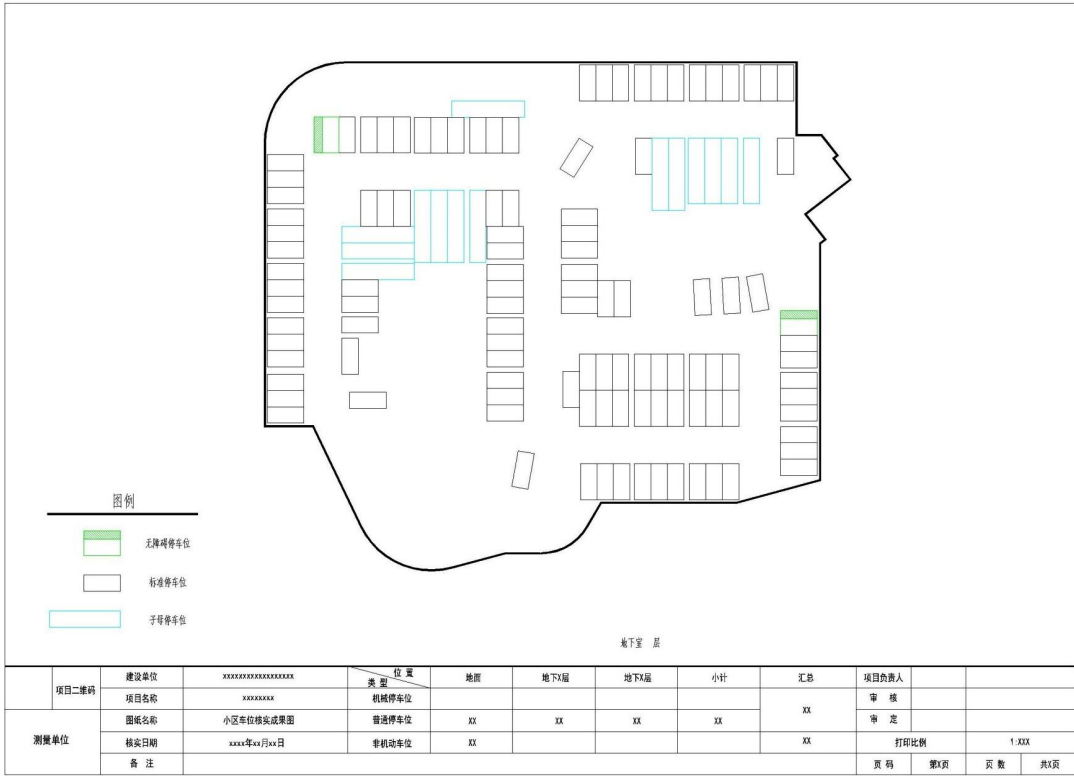 图例
无障碍停车位
标准停车位
子母停车位
地下室 层
项目二维码 建设单位 xxxxxxxxxxxxxxxxxx 位置 类型 地面 地下X层 地下X层 小计 汇总 项目负责人
项目名称 xxxxxxxx 机械停车位 XX 审 核
测量单位 图纸名称 小区车位核实成果图 普通停车位 XX XX XX XX 审 定
核实日期 xxxx年xx月xx日 非机动车位 XX XX 打印比例 1:XXX
备 注 页 码 第X页 页 数 共X页